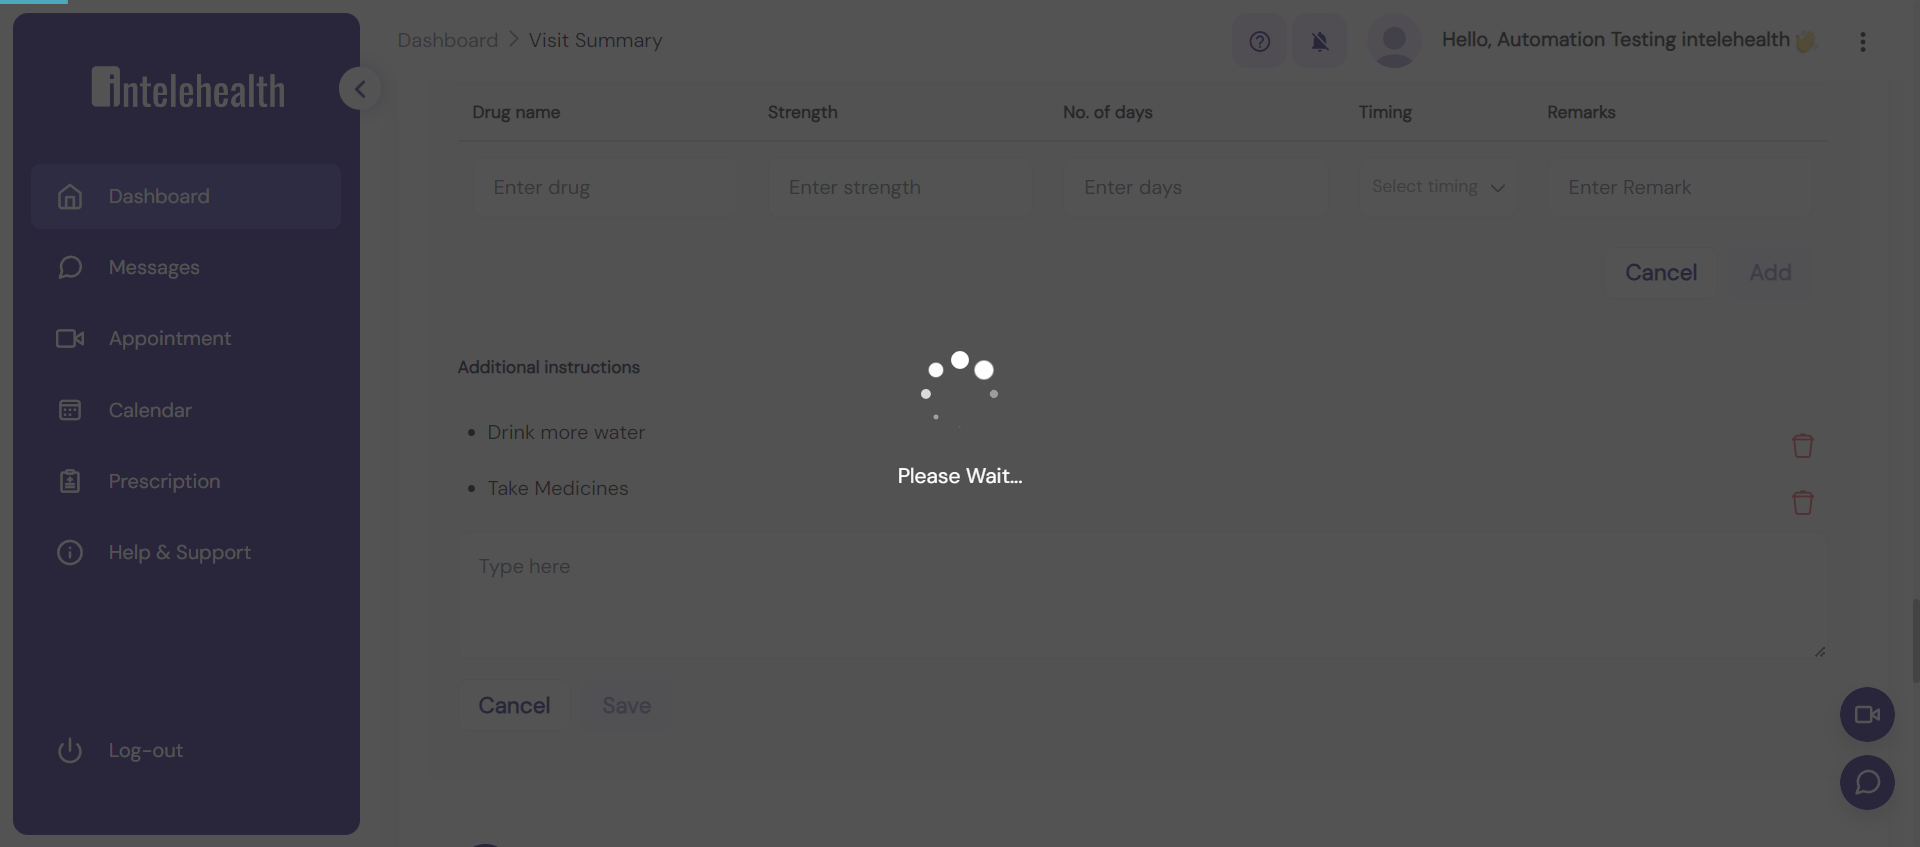 intelehealth
Dashboard
Messages
Appointment
Calendar
Prescription
Help & Support
Log-out
Dashboard > Visit Summary
Hello, Automation Testing intelehealth 👋
Drug name Strength No. of days Timing Remarks
Enter drug Enter strength Enter days Select timing Enter Remark
Cancel Add
Additional instructions
• Drink more water
• Take Medicines
Please Wait...
Type here
Cancel Save